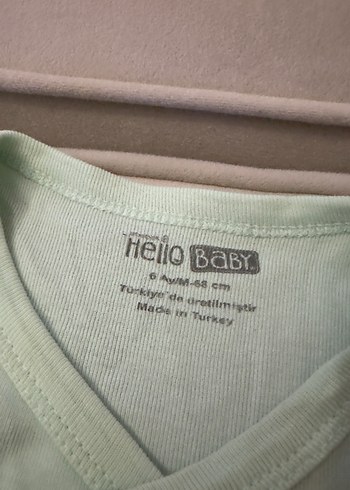 Hello BABY
6 Ay/M-68 cm
Türkiye'de üretilmiştir
Made in Turkey